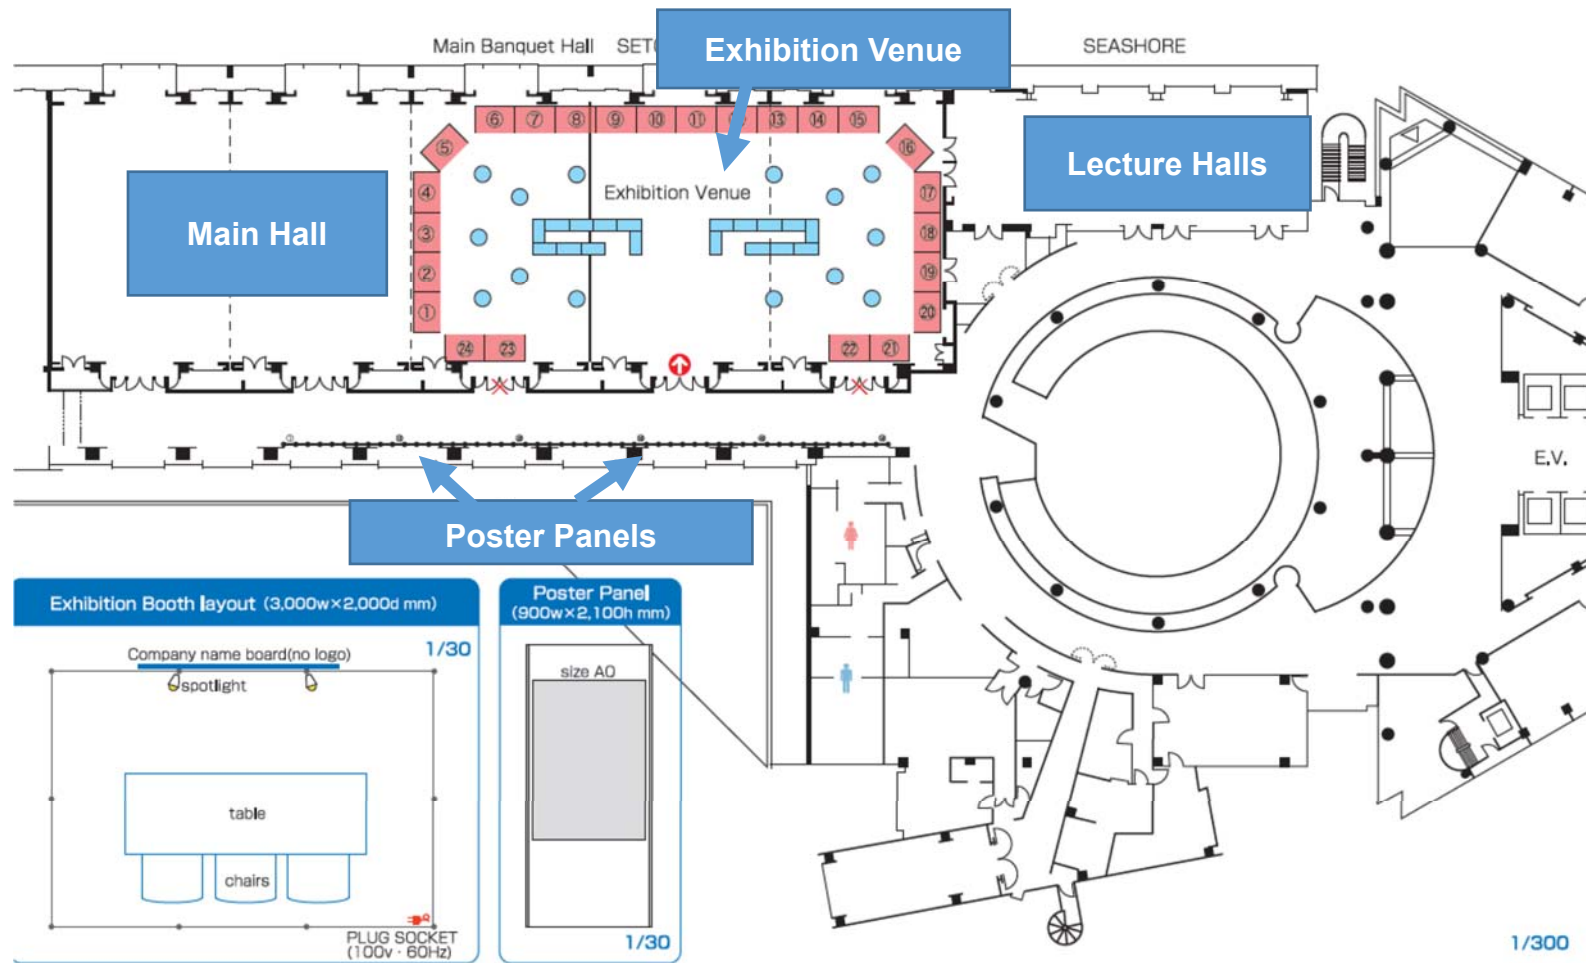 Main Banquet Hall
Exhibition Venue
SEASHORE
⑥ ⑦ ⑧ ⑨ ⑩ ⑪ ⑬ ⑭ ⑮
⑤
⑯
Lecture Halls
④
Exhibition Venue
⑰
Main Hall
③
⑱
②
⑲
①
⑳
㉔ ㉓
㉒ ㉑
E.V.
Poster Panels
Exhibition Booth layout (3,000w×2,000d mm)
1/30
Company name board(no logo)
spotlight
table
chairs
PLUG SOCKET
(100v · 60Hz)
Poster Panel
(900w×2,100h mm)
size A0
1/30
1/300